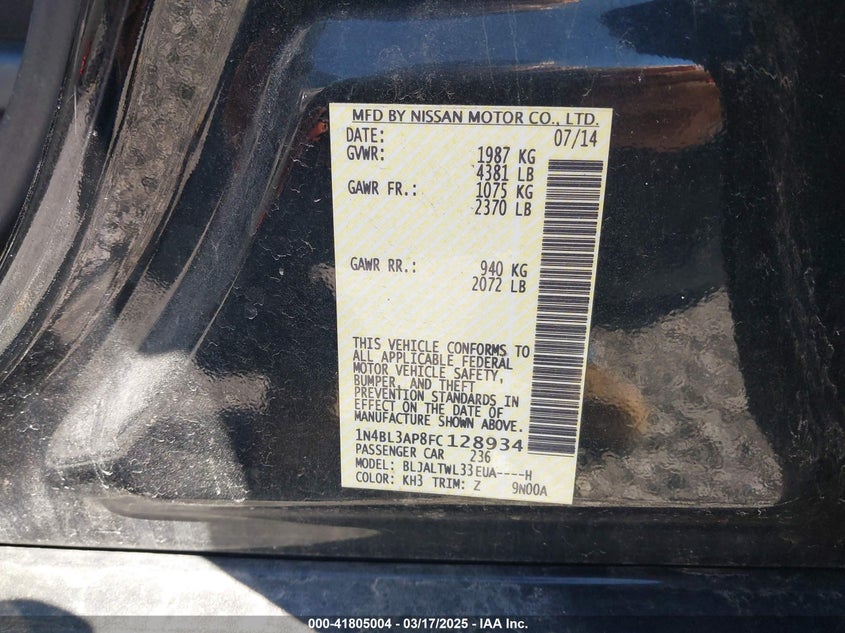 MFD BY NISSAN MOTOR CO., LTD.
DATE: 07/14
GVWR: 1987 KG
4381 LB
GAWR FR.: 1075 KG
2370 LB
GAWR RR.: 940 KG
2072 LB
THIS VEHICLE CONFORMS TO
ALL APPLICABLE FEDERAL
MOTOR VEHICLE SAFETY,
BUMPER, AND THEFT
PREVENTION STANDARDS IN
EFFECT ON THE DATE OF
MANUFACTURE SHOWN ABOVE.
1N4BL3AP8FC128934
PASSENGER CAR 236
MODEL: BLJALTWL33EUA----H
COLOR: KH3 TRIM: Z 9N00A
000-41805004 - 03/17/2025 - IAA Inc.